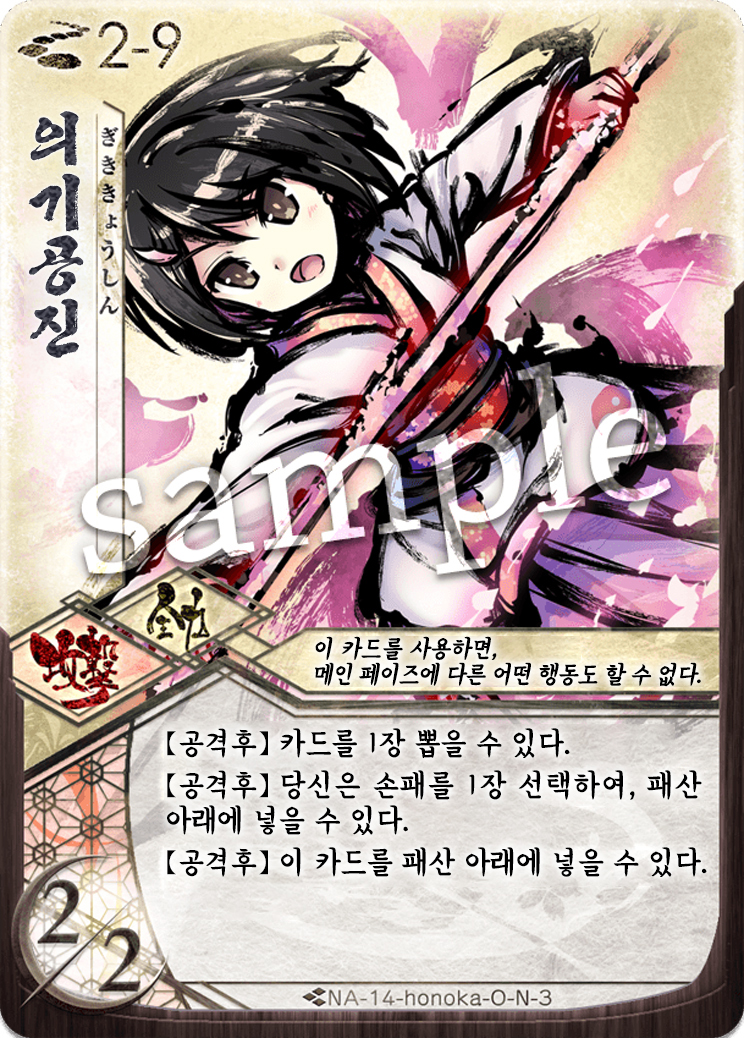 2-9
의기공진
ぎききょうしん
sample
攻撃
全力
이 카드를 사용하면,
메인 페이즈에 다른 어떤 행동도 할 수 없다.
【공격후】 카드를 1장 뽑을 수 있다.
【공격후】 당신은 손패를 1장 선택하여, 패산
아래에 넣을 수 있다.
【공격후】 이 카드를 패산 아래에 넣을 수 있다.
2/2
NA-14-honoka-O-N-3